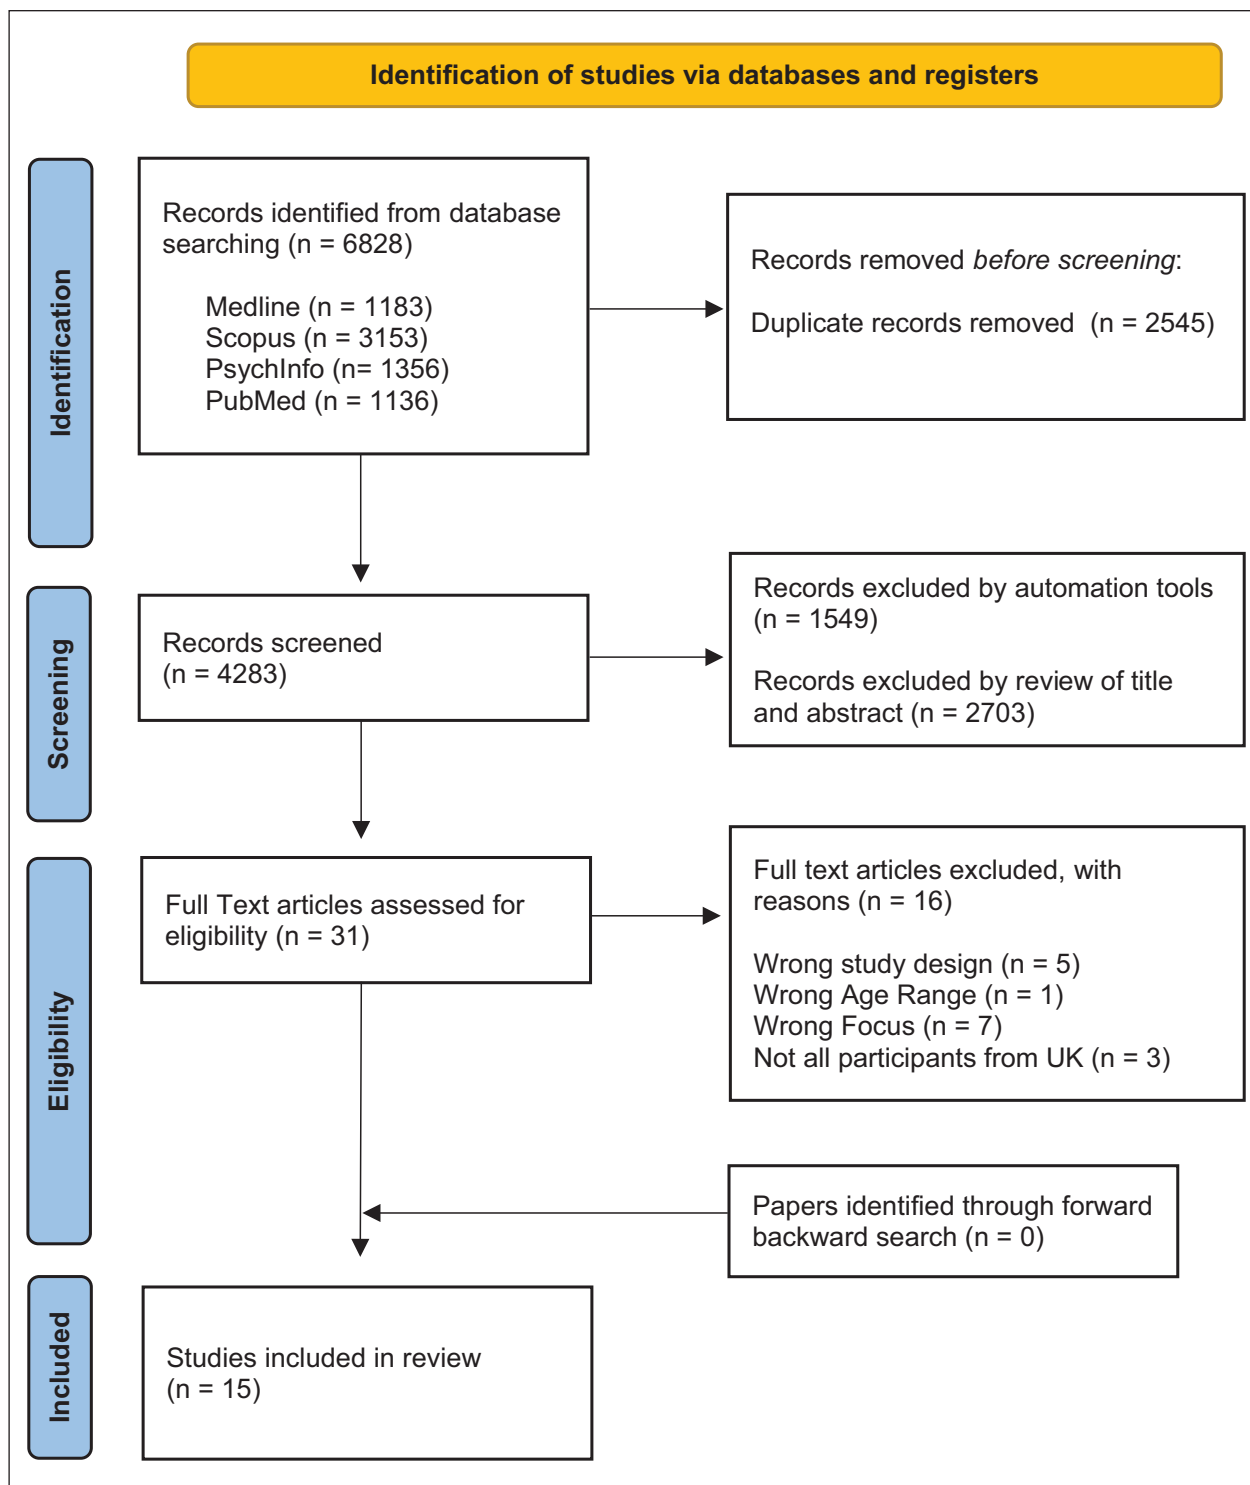 Identification of studies via databases and registers
Identification
Records identified from database
searching (n = 6828)
Medline (n = 1183)
Scopus (n = 3153)
PsychInfo (n= 1356)
PubMed (n = 1136)
Records removed before screening:
Duplicate records removed (n = 2545)
Screening
Records screened
(n = 4283)
Records excluded by automation tools
(n = 1549)
Records excluded by review of title
and abstract (n = 2703)
Eligibility
Full Text articles assessed for
eligibility (n = 31)
Full text articles excluded, with
reasons (n = 16)
Wrong study design (n = 5)
Wrong Age Range (n = 1)
Wrong Focus (n = 7)
Not all participants from UK (n = 3)
Papers identified through forward
backward search (n = 0)
Included
Studies included in review
(n = 15)